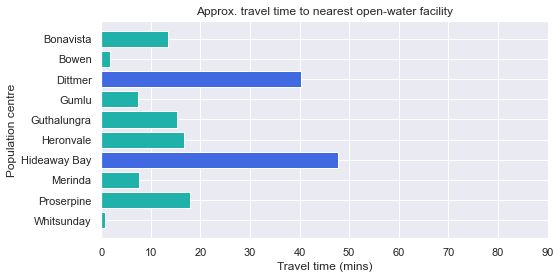 Approx. travel time to nearest open-water facility
Population centre
Bonavista
Bowen
Dittmer
Gumlu
Guthalungra
Heronvale
Hideaway Bay
Merinda
Proserpine
Whitsunday
0 10 20 30 40 50 60 70 80 90
Travel time (mins)